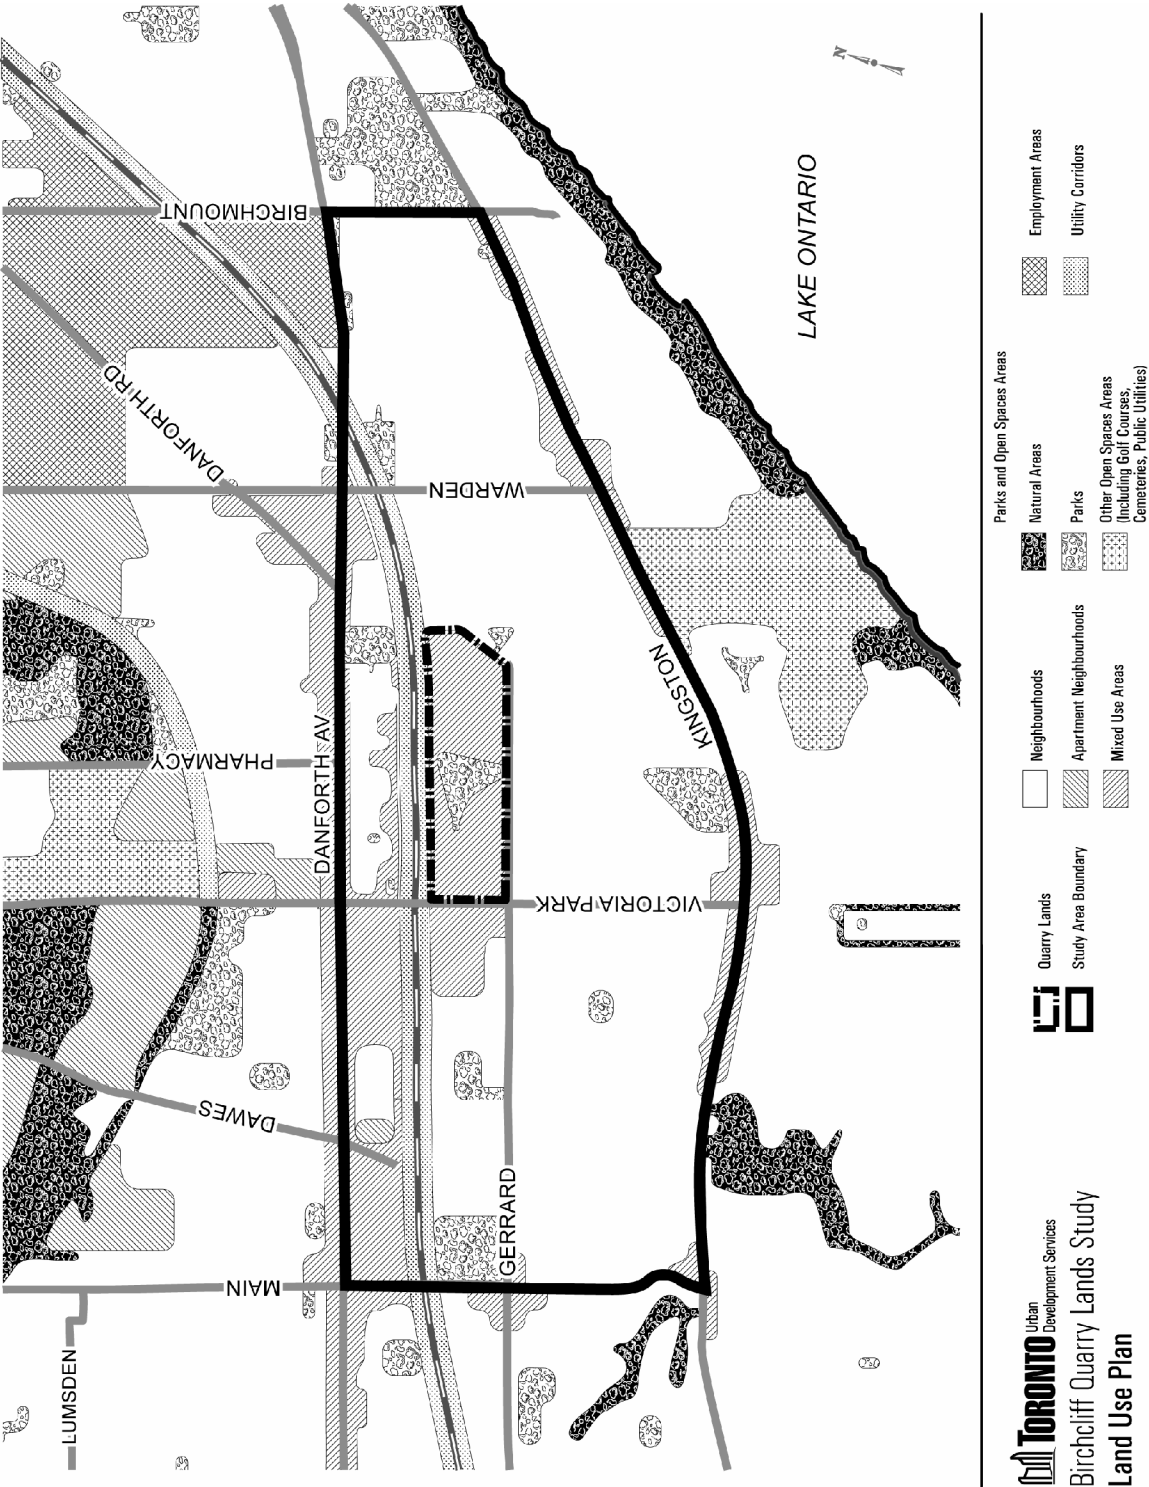 LAKE ONTARIO
N
BIRCHMOUNT
DANFORTH RD
WARDEN
KINGSTON
PHARMACY
DANFORTH AV
VICTORIA PARK
DAWES
GERRARD
MAIN
LUMSDEN
TORONTO
Urban
Development Services
Birchcliff Quarry Lands Study
Land Use Plan
Quarry Lands
Study Area Boundary
Neighbourhoods
Apartment Neighbourhoods
Mixed Use Areas
Parks and Open Spaces Areas
Natural Areas
Parks
Other Open Spaces Areas
(Including Golf Courses,
Cemeteries, Public Utilities)
Employment Areas
Utility Corridors